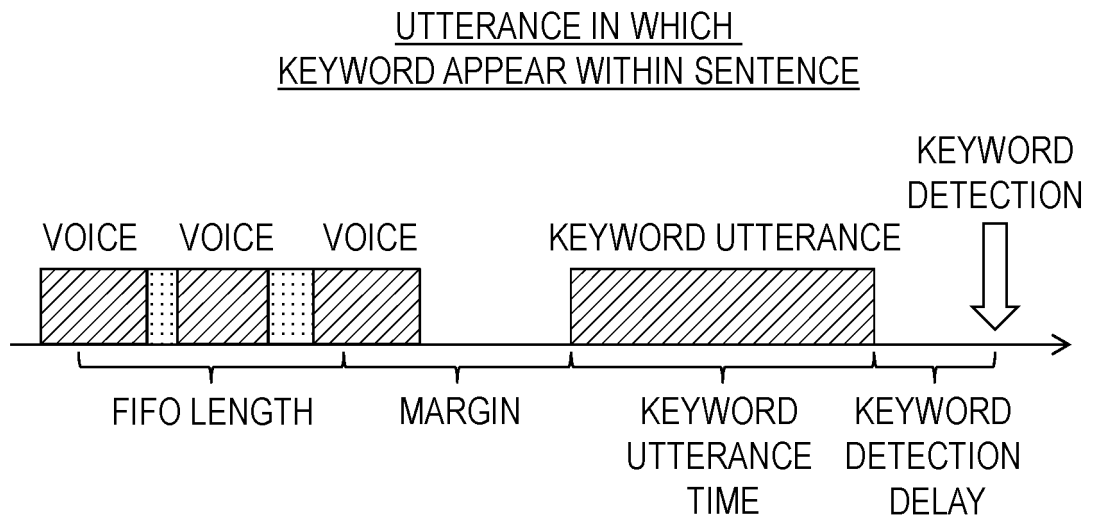 UTTERANCE IN WHICH
KEYWORD APPEAR WITHIN SENTENCE
KEYWORD
DETECTION
VOICE VOICE VOICE KEYWORD UTTERANCE
FIFO LENGTH MARGIN KEYWORD KEYWORD
UTTERANCE DETECTION
TIME DELAY